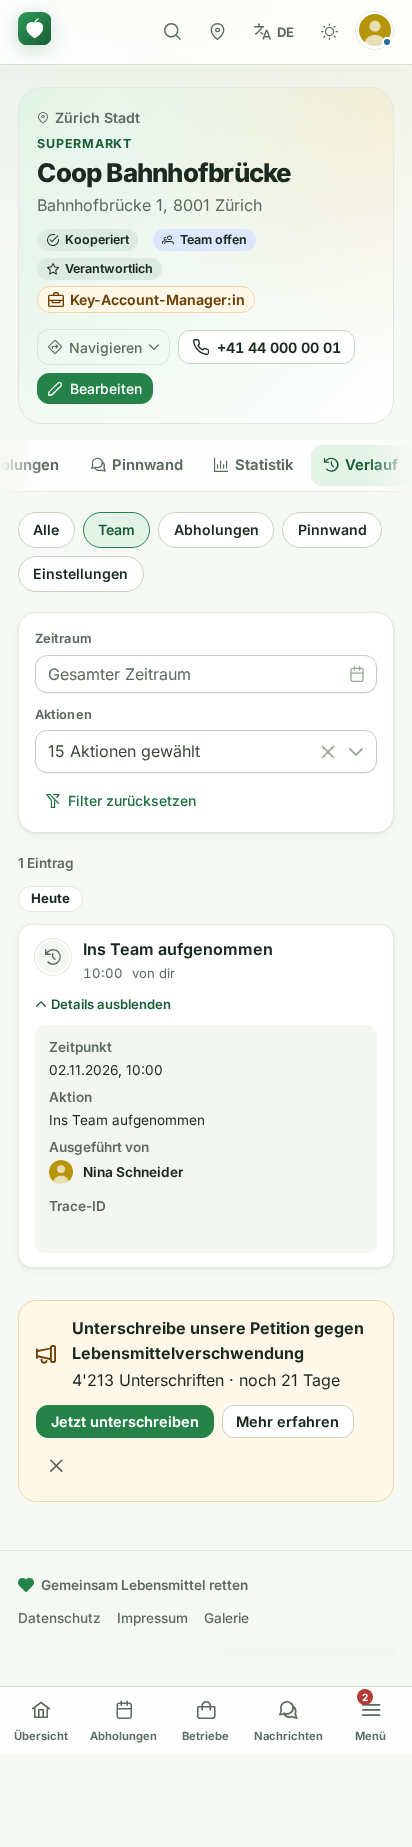 DE
Zürich Stadt
SUPERMARKT
Coop Bahnhofbrücke
Bahnhofbrücke 1, 8001 Zürich
Kooperiert
Team offen
Verantwortlich
Key-Account-Manager:in
Navigieren
+41 44 000 00 01
Bearbeiten
olungen
Pinnwand
Statistik
Verlauf
Alle
Team
Abholungen
Pinnwand
Einstellungen
Zeitraum
Gesamter Zeitraum
Aktionen
15 Aktionen gewählt
Filter zurücksetzen
1 Eintrag
Heute
Ins Team aufgenommen
10:00 von dir
Details ausblenden
Zeitpunkt
02.11.2026, 10:00
Aktion
Ins Team aufgenommen
Ausgeführt von
Nina Schneider
Trace-ID
Unterschreibe unsere Petition gegen
Lebensmittelverschwendung
4'213 Unterschriften · noch 21 Tage
Jetzt unterschreiben
Mehr erfahren
Gemeinsam Lebensmittel retten
Datenschutz
Impressum
Galerie
2
Übersicht
Abholungen
Betriebe
Nachrichten
Menü